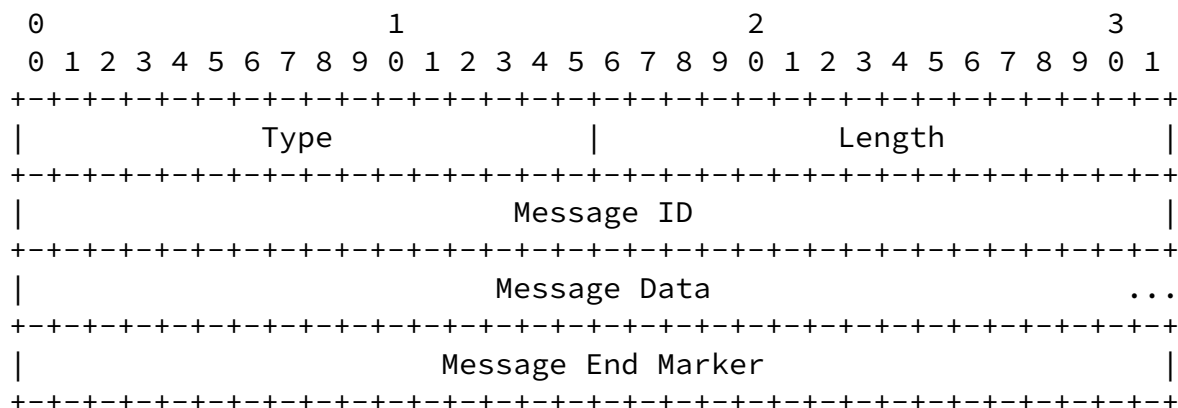 0                   1                   2                   3
 0 1 2 3 4 5 6 7 8 9 0 1 2 3 4 5 6 7 8 9 0 1 2 3 4 5 6 7 8 9 0 1
+-+-+-+-+-+-+-+-+-+-+-+-+-+-+-+-+-+-+-+-+-+-+-+-+-+-+-+-+-+-+-+-+
|             Type              |            Length             |
+-+-+-+-+-+-+-+-+-+-+-+-+-+-+-+-+-+-+-+-+-+-+-+-+-+-+-+-+-+-+-+-+
|                           Message ID                          |
+-+-+-+-+-+-+-+-+-+-+-+-+-+-+-+-+-+-+-+-+-+-+-+-+-+-+-+-+-+-+-+-+
|                          Message Data                       ...
+-+-+-+-+-+-+-+-+-+-+-+-+-+-+-+-+-+-+-+-+-+-+-+-+-+-+-+-+-+-+-+-+
|                       Message End Marker                      |
+-+-+-+-+-+-+-+-+-+-+-+-+-+-+-+-+-+-+-+-+-+-+-+-+-+-+-+-+-+-+-+-+